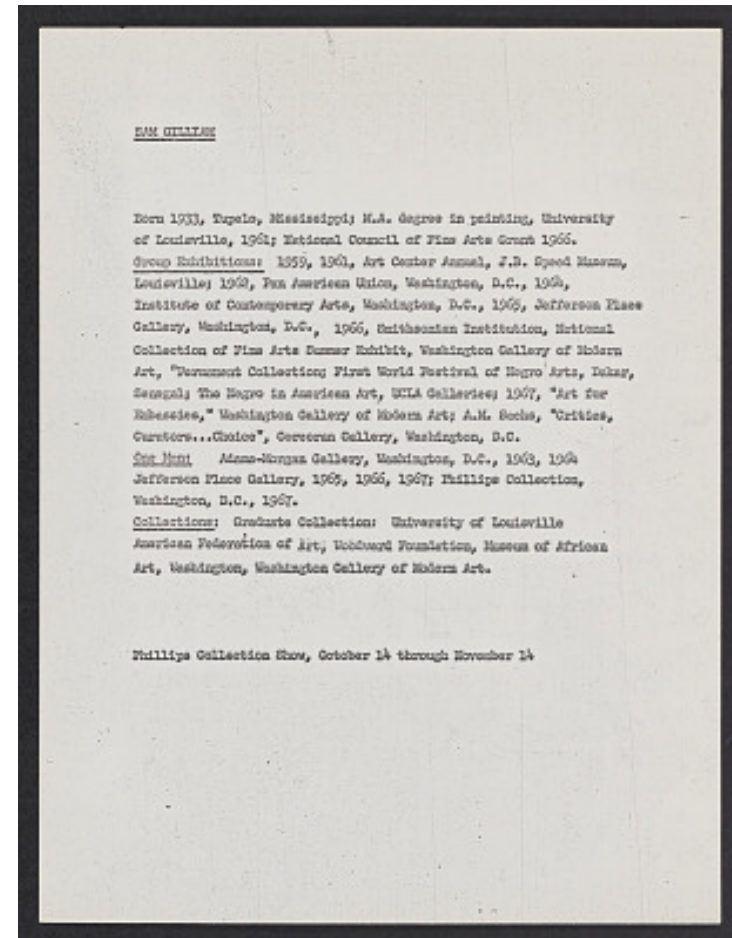 SAM GILLIAM
Born 1933, Tupelo, Mississippi; M.A. degree in painting, University
of Louisville, 1961; National Council of Fine Arts Grant 1966.
Group Exhibitions: 1959, 1961, Art Center Annual, J.B. Speed Museum,
Louisville; 1962, Pan American Union, Washington, D.C., 1964,
Institute of Contemporary Arts, Washington, D.C., 1965, Jefferson Place
Gallery, Washington, D.C., 1966, Smithsonian Institution, National
Collection of Fine Arts Summer Exhibit, Washington Gallery of Modern
Art, "Permanent Collection; First World Festival of Negro Arts, Dakar,
Senegal; The Negro in American Art, UCLA Galleries; 1967, "Art for
Embassies," Washington Gallery of Modern Art; A.M. Sachs, "Critics,
Curators...Choice", Corcoran Gallery, Washington, D.C.
One Man: Adams-Morgan Gallery, Washington, D.C., 1963, 1964
Jefferson Place Gallery, 1965, 1966, 1967; Phillips Collection,
Washington, D.C., 1967.
Collections: Graduate Collection: University of Louisville
American Federation of Art, Woodward Foundation, Museum of African
Art, Washington, Washington Gallery of Modern Art.
Phillips Collection Show, October 14 through November 14